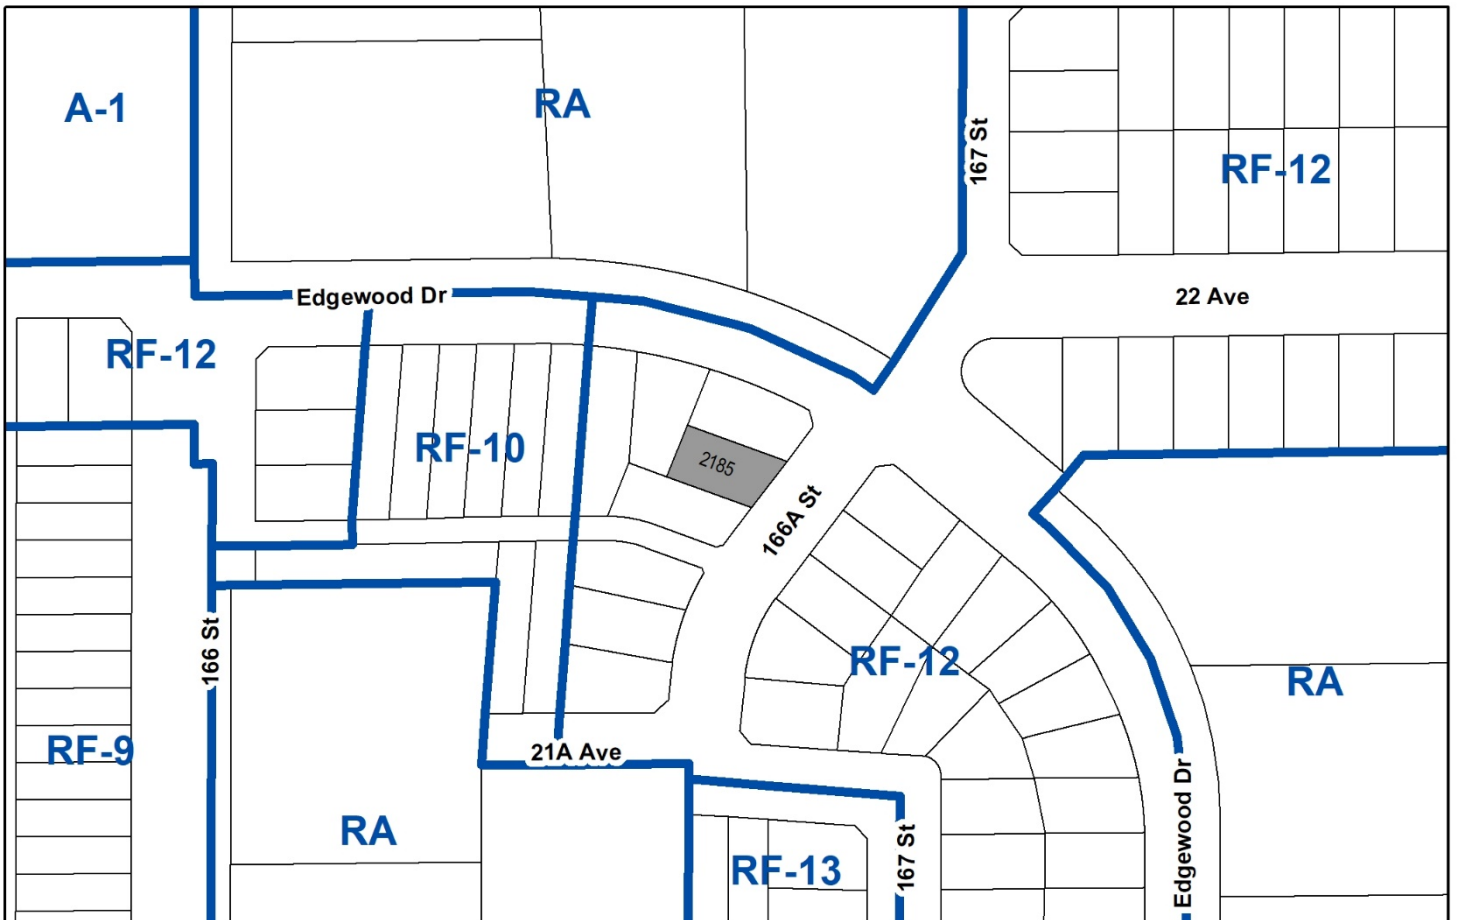 A-1
RA
167 St
RF-12
Edgewood Dr
22 Ave
RF-12
RF-10
2185
166A St
166 St
RF-12
RA
RF-9
21A Ave
RA
RF-13
167 St
Edgewood Dr